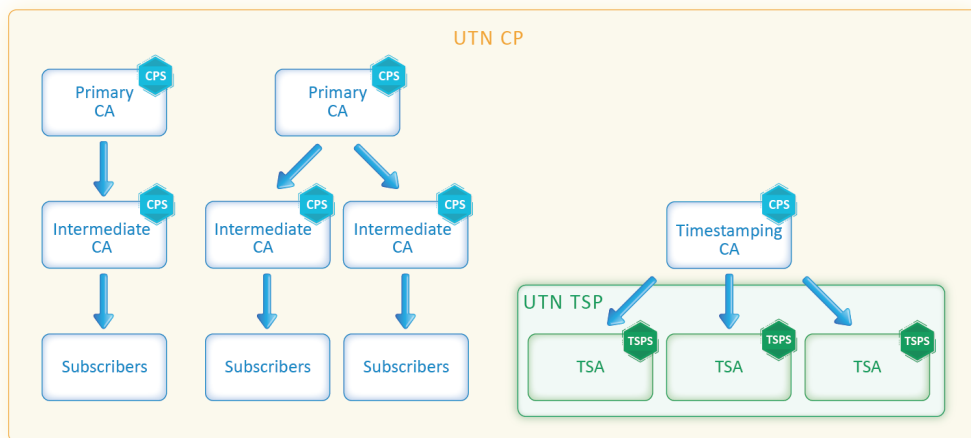 UTN CP
CPS
Primary
CA
CPS
Primary
CA
CPS
Intermediate
CA
CPS
Intermediate
CA
CPS
Intermediate
CA
CPS
Timestamping
CA
UTN TSP
Subscribers
Subscribers
Subscribers
TSPS
TSA
TSPS
TSA
TSPS
TSA